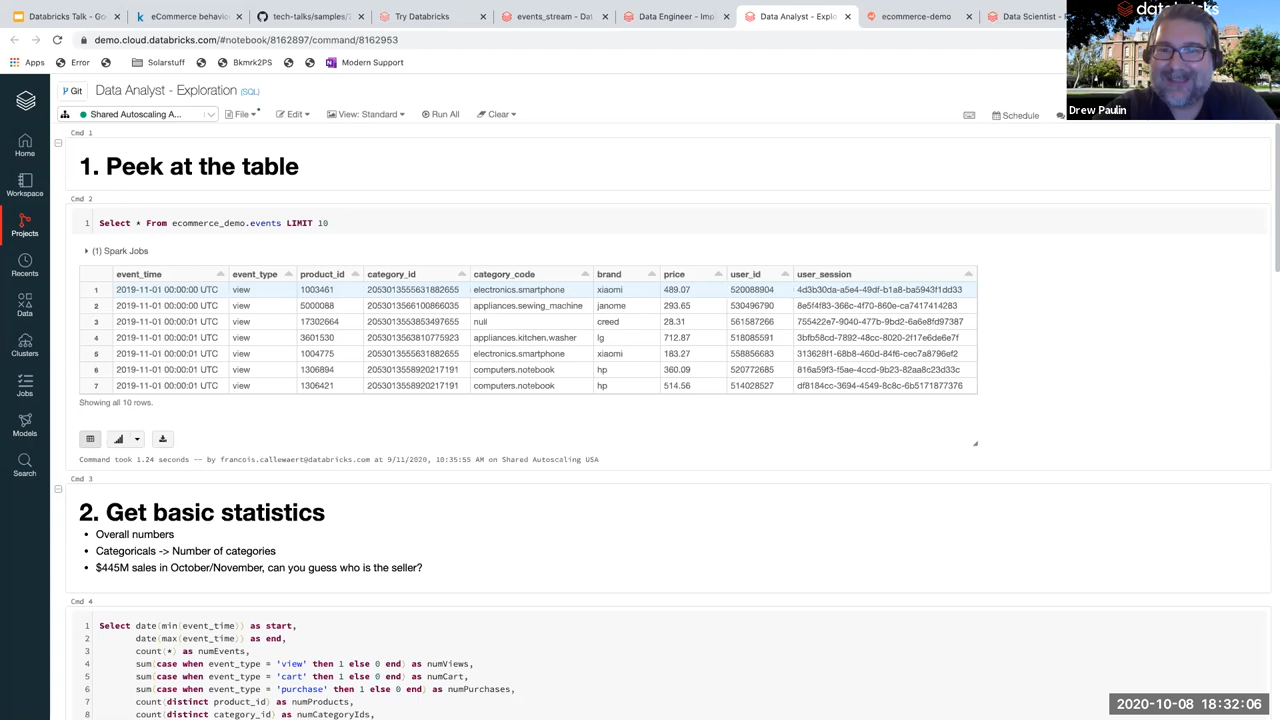 Databricks Talk - Goo
eCommerce behavio
tech-talks/samples/
Try Databricks
events_stream - Dat
Data Engineer - Imp
Data Analyst - Explo
ecommerce-demo
Data Scientist -
databricks
demo.cloud.databricks.com/#notebook/8162897/command/8162953
Apps
Error
Solarstuff
Bkmrk2PS
Modern Support
Drew Paulin
Git
Data Analyst - Exploration (SQL)
Shared Autoscaling A...
File
Edit
View: Standard
Run All
Clear
Schedule
Home
Workspace
Projects
Recents
Data
Clusters
Jobs
Models
Search
Cmd 1
1. Peek at the table
Cmd 2
1 Select * From ecommerce_demo.events LIMIT 10
(1) Spark Jobs
event_time event_type product_id category_id category_code brand price user_id user_session
1 2019-11-01 00:00:00 UTC view 1003461 2053013555631882655 electronics.smartphone xiaomi 489.07 520088904 4d3b30da-a5e4-49df-b1a8-ba5943f1dd33
2 2019-11-01 00:00:00 UTC view 5000088 2053013566100866035 appliances.sewing_machine janome 293.65 530496790 8e5f4f83-366c-4f70-860e-ca7417414283
3 2019-11-01 00:00:01 UTC view 17302664 2053013553853497655 null creed 28.31 561587266 755422e7-9040-477b-9bd2-6a6e8fd97387
4 2019-11-01 00:00:01 UTC view 3601530 2053013563810775923 appliances.kitchen.washer lg 712.87 518085591 3bfb58cd-7892-48cc-8020-2f17e6de6e7f
5 2019-11-01 00:00:01 UTC view 1004775 2053013555631882655 electronics.smartphone xiaomi 183.27 558856683 313628f1-68b8-460d-84f6-cec7a8796ef2
6 2019-11-01 00:00:01 UTC view 1306894 2053013558920217191 computers.notebook hp 360.09 520772685 816a59f3-f5ae-4ccd-9b23-82aa8c23d33c
7 2019-11-01 00:00:01 UTC view 1306421 2053013558920217191 computers.notebook hp 514.56 514028527 df8184cc-3694-4549-8c8c-6b5171877376
Showing all 10 rows.
Command took 1.24 seconds -- by francois.callewaert@databricks.com at 9/11/2020, 10:35:55 AM on Shared Autoscaling USA
Cmd 3
2. Get basic statistics
• Overall numbers
• Categoricals -> Number of categories
• $445M sales in October/November, can you guess who is the seller?
Cmd 4
1 Select date(min(event_time)) as start,
2 date(max(event_time)) as end,
3 count(*) as numEvents,
4 sum(case when event_type = 'view' then 1 else 0 end) as numViews,
5 sum(case when event_type = 'cart' then 1 else 0 end) as numCart,
6 sum(case when event_type = 'purchase' then 1 else 0 end) as numPurchases,
7 count(distinct product_id) as numProducts,
8 count(distinct category_id) as numCategoryIds,
2020-10-08 18:32:06